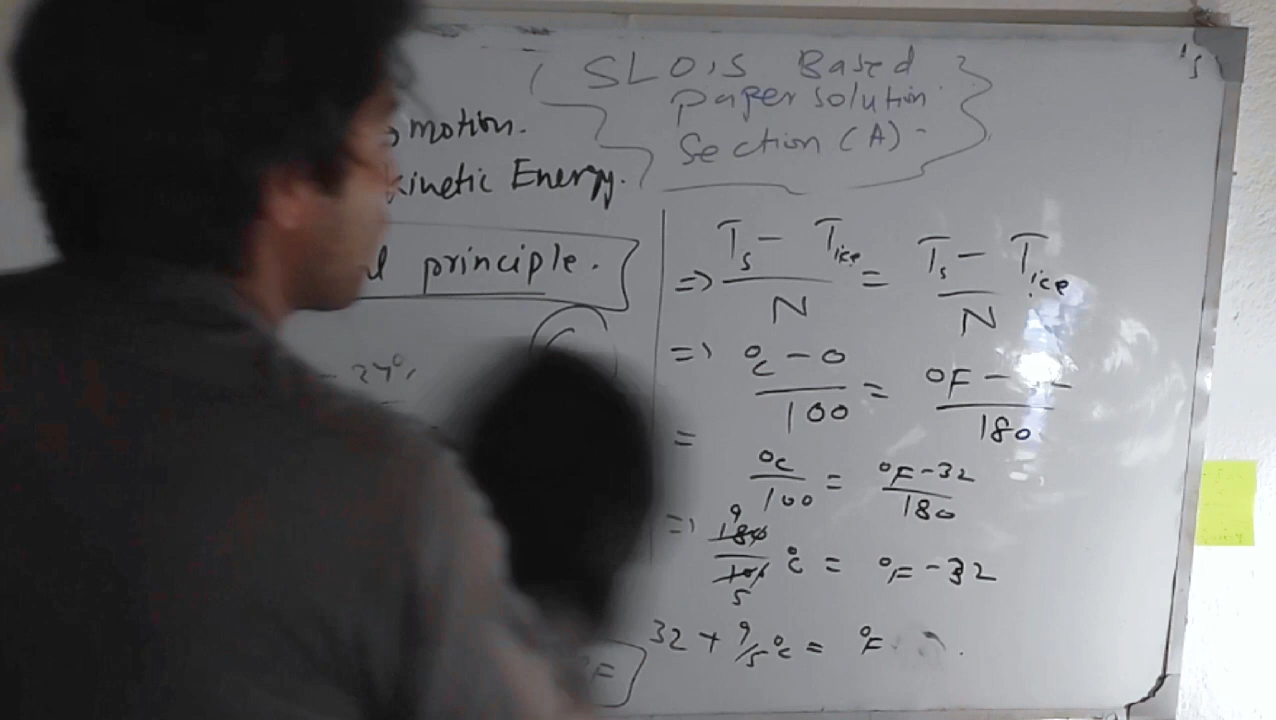 SLO,S Based
paper solution
Section (A) -
motion.
kinetic Energy.
principle.
=> Ts - Tice / N = Ts - Tice / N
=> °C - 0 / 100 = °F - / 180
= °C / 100 = °F - 32 / 180
=> 9 180 / 100 5 °C = °F - 32
32 + 9/5 °C = °F